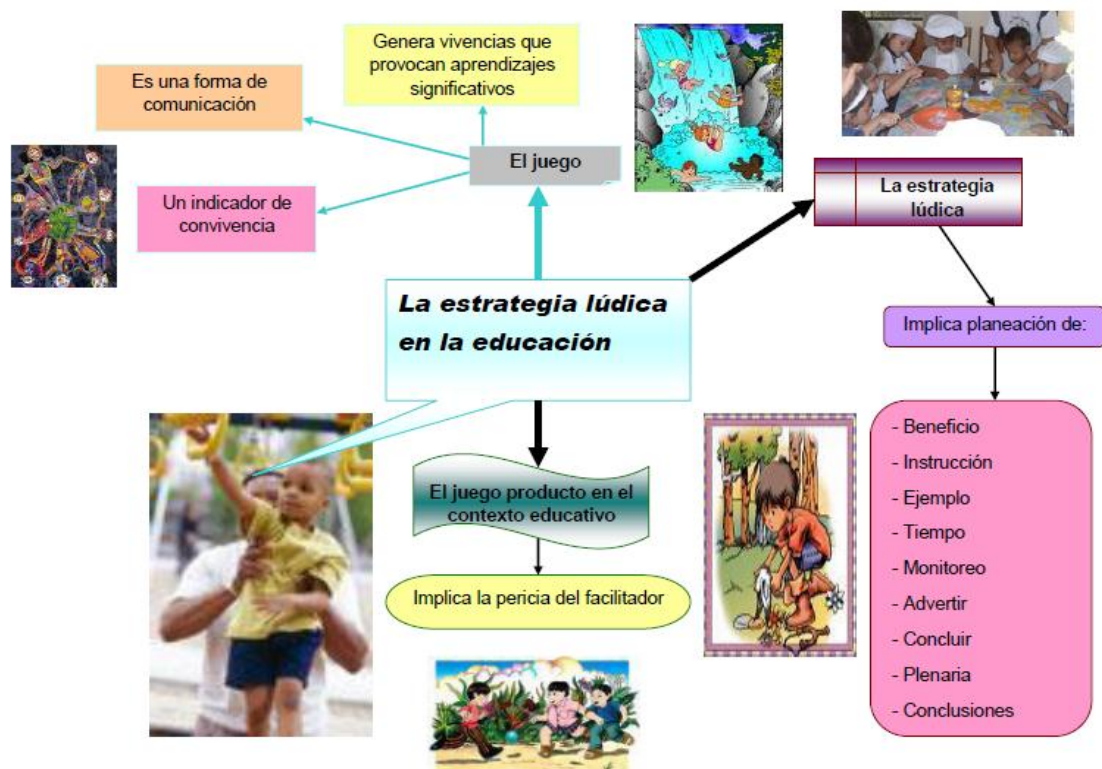 Genera vivencias que
provocan aprendizajes
significativos
Es una forma de
comunicación
El juego
Un indicador de
convivencia
La estrategia
lúdica
La estrategia lúdica
en la educación
Implica planeación de:
- Beneficio
- Instrucción
- Ejemplo
- Tiempo
- Monitoreo
- Advertir
- Concluir
- Plenaria
- Conclusiones
El juego producto en el
contexto educativo
Implica la pericia del facilitador